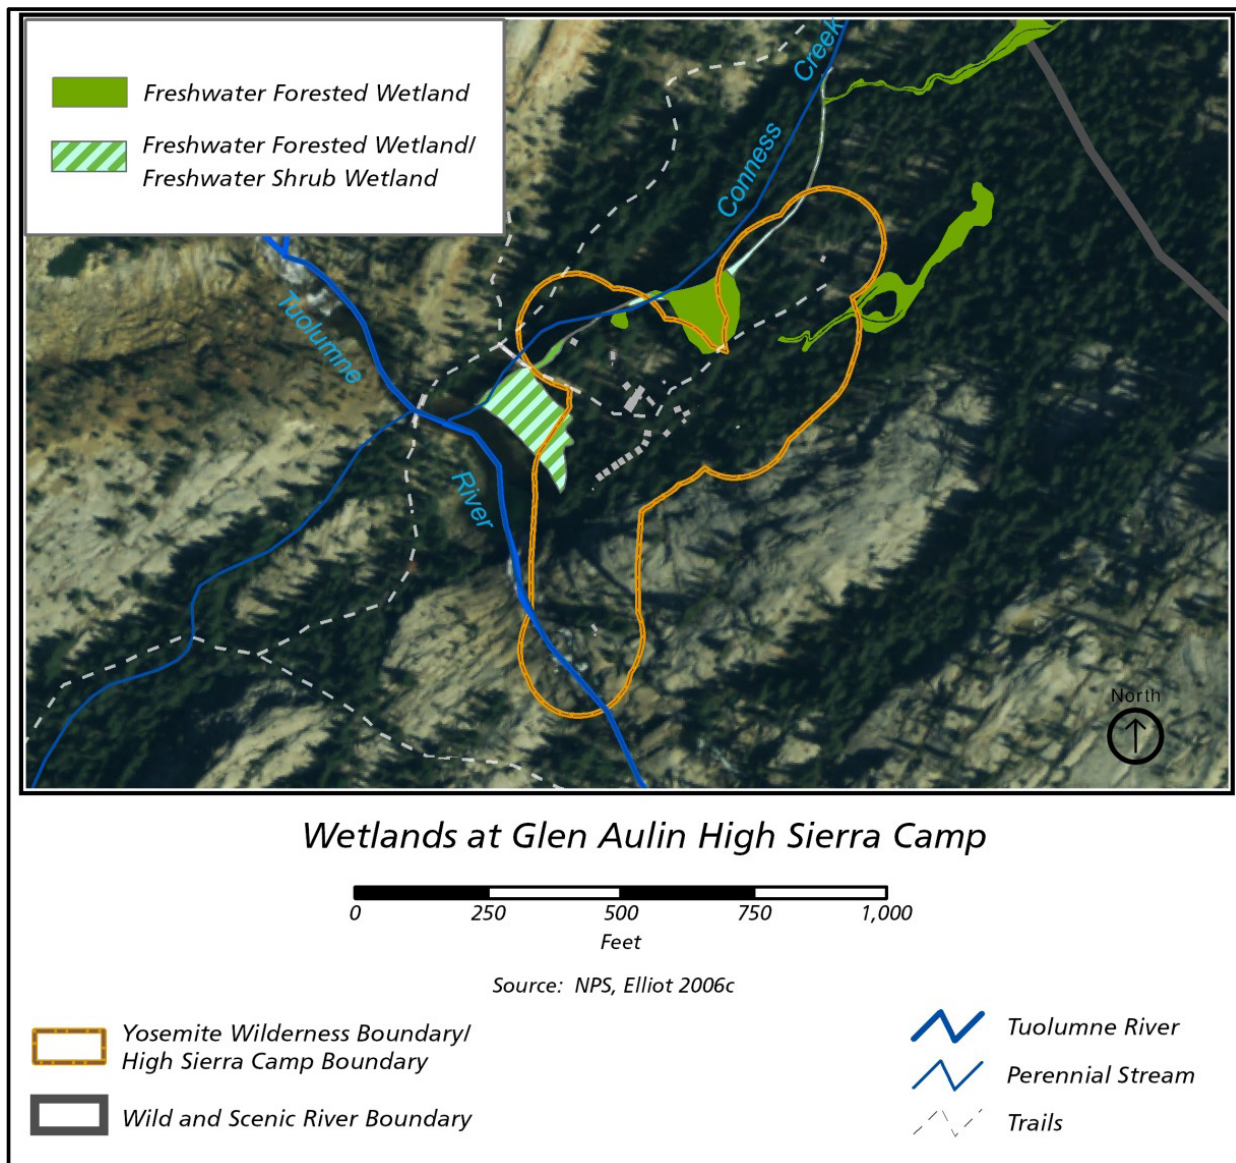 Freshwater Forested Wetland
Freshwater Forested Wetland/
Freshwater Shrub Wetland
Creek
Conness
Tuolumne
River
North
Wetlands at Glen Aulin High Sierra Camp
0 250 500 750 1,000
Feet
Source: NPS, Elliot 2006c
Yosemite Wilderness Boundary/
High Sierra Camp Boundary
Wild and Scenic River Boundary
Tuolumne River
Perennial Stream
Trails